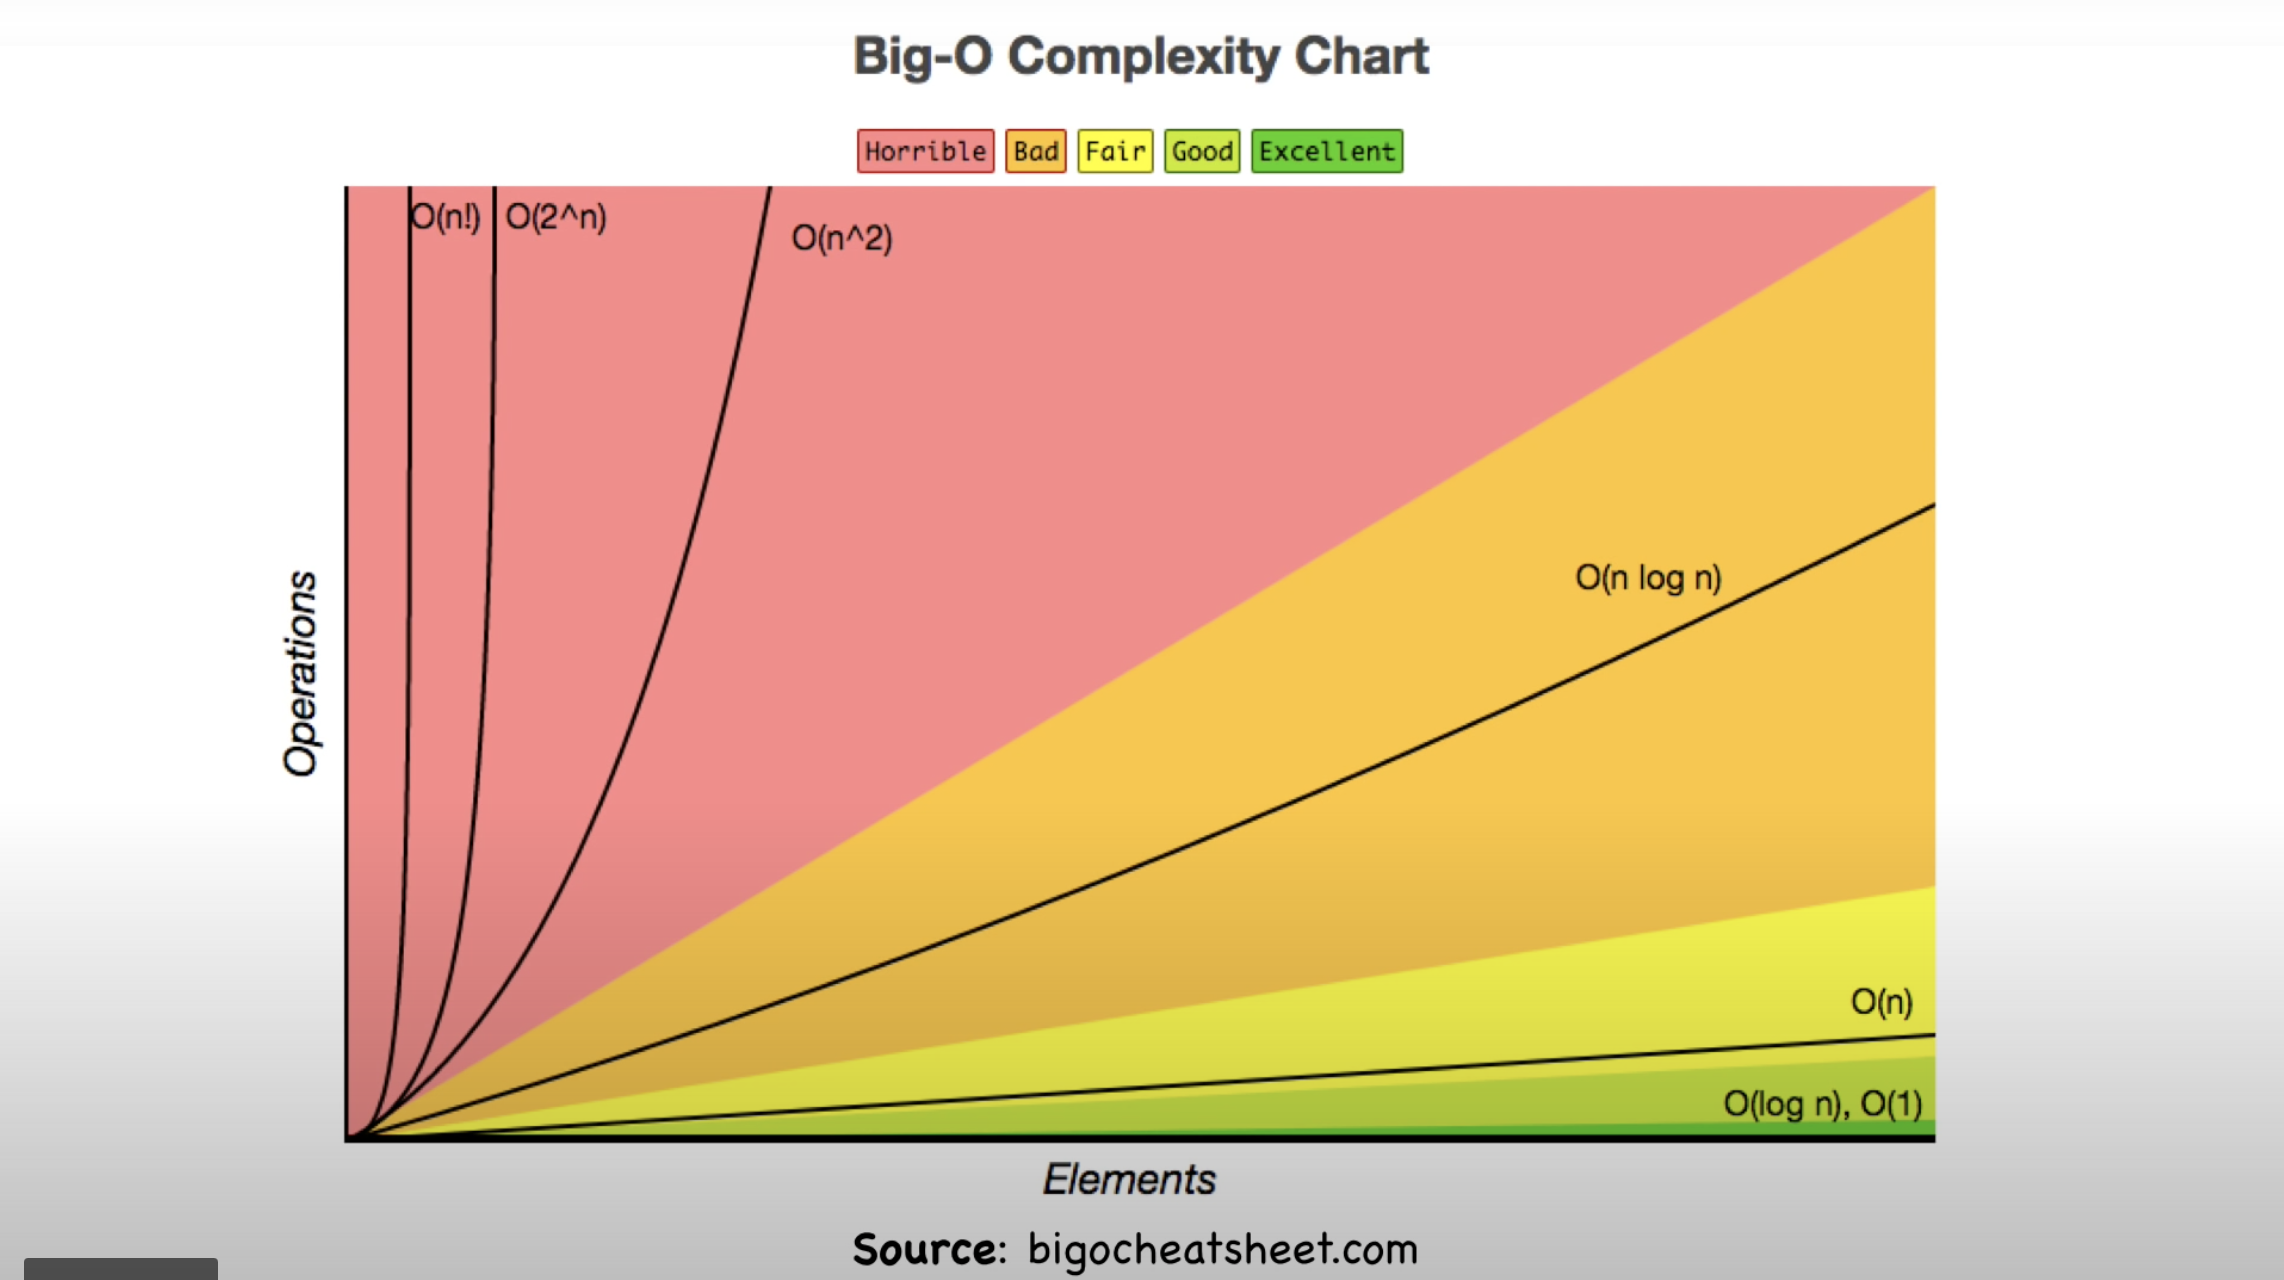 Big-O Complexity Chart
Horrible Bad Fair Good Excellent
O(n!) O(2^n)
O(n^2)
O(n log n)
Operations
O(n)
O(log n), O(1)
Elements
Source: bigocheatsheet.com